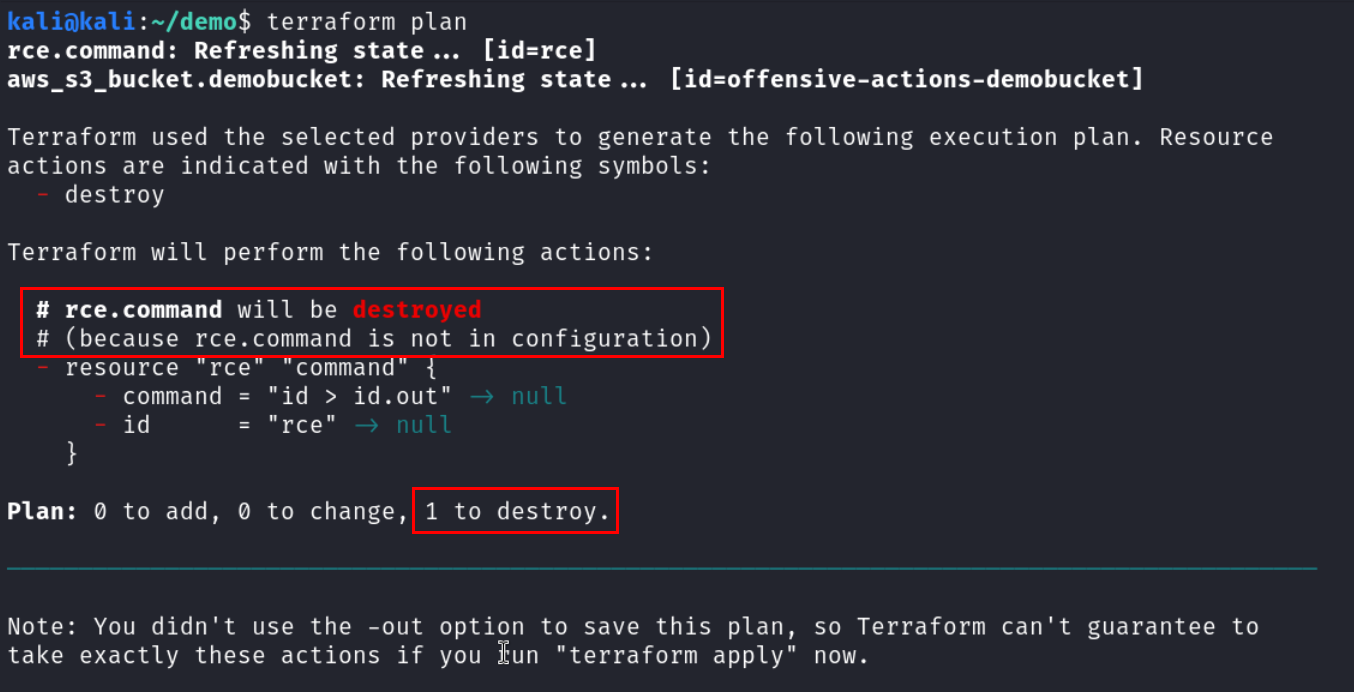 kali@kali:~/demo$ terraform plan
rce.command: Refreshing state... [id=rce]
aws_s3_bucket.demobucket: Refreshing state... [id=offensive-actions-demobucket]
Terraform used the selected providers to generate the following execution plan. Resource
actions are indicated with the following symbols:
- destroy
Terraform will perform the following actions:
# rce.command will be destroyed
# (because rce.command is not in configuration)
- resource "rce" "command" {
- command = "id > id.out" -> null
- id = "rce" -> null
}
Plan: 0 to add, 0 to change, 1 to destroy.
Note: You didn't use the -out option to save this plan, so Terraform can't guarantee to
take exactly these actions if you run "terraform apply" now.